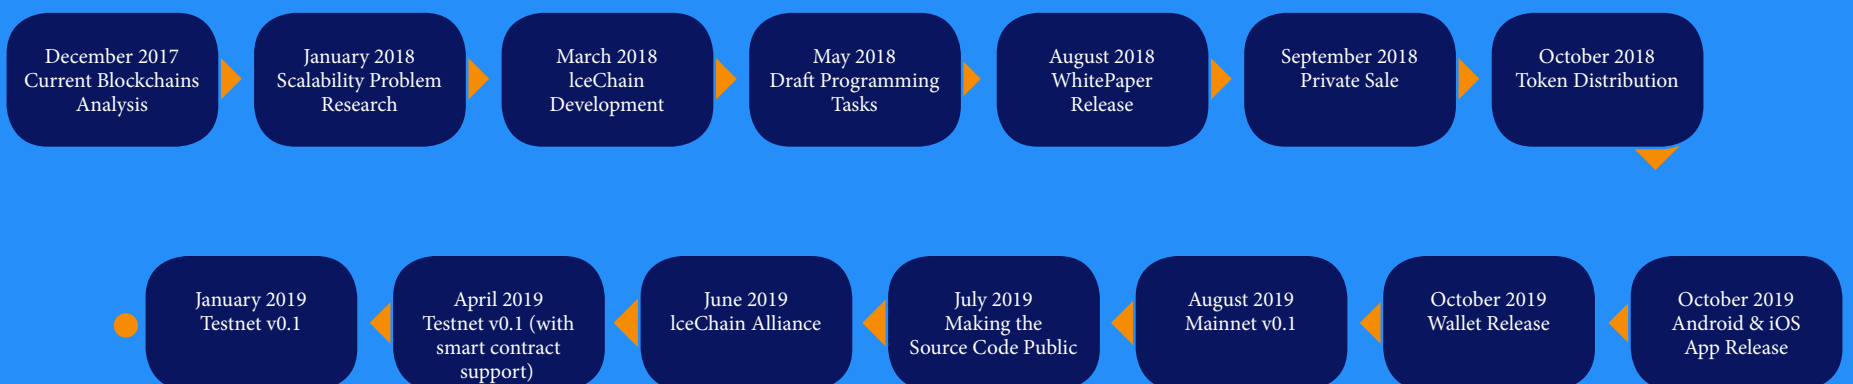 December 2017
Current Blockchains
Analysis
January 2018
Scalability Problem
Research
March 2018
lceChain
Development
May 2018
Draft Programming
Tasks
August 2018
WhitePaper
Release
September 2018
Private Sale
October 2018
Token Distribution
January 2019
Testnet v0.1
April 2019
Testnet v0.1 (with
smart contract
support)
June 2019
lceChain Alliance
July 2019
Making the
Source Code Public
August 2019
Mainnet v0.1
October 2019
Wallet Release
October 2019
Android & iOS
App Release